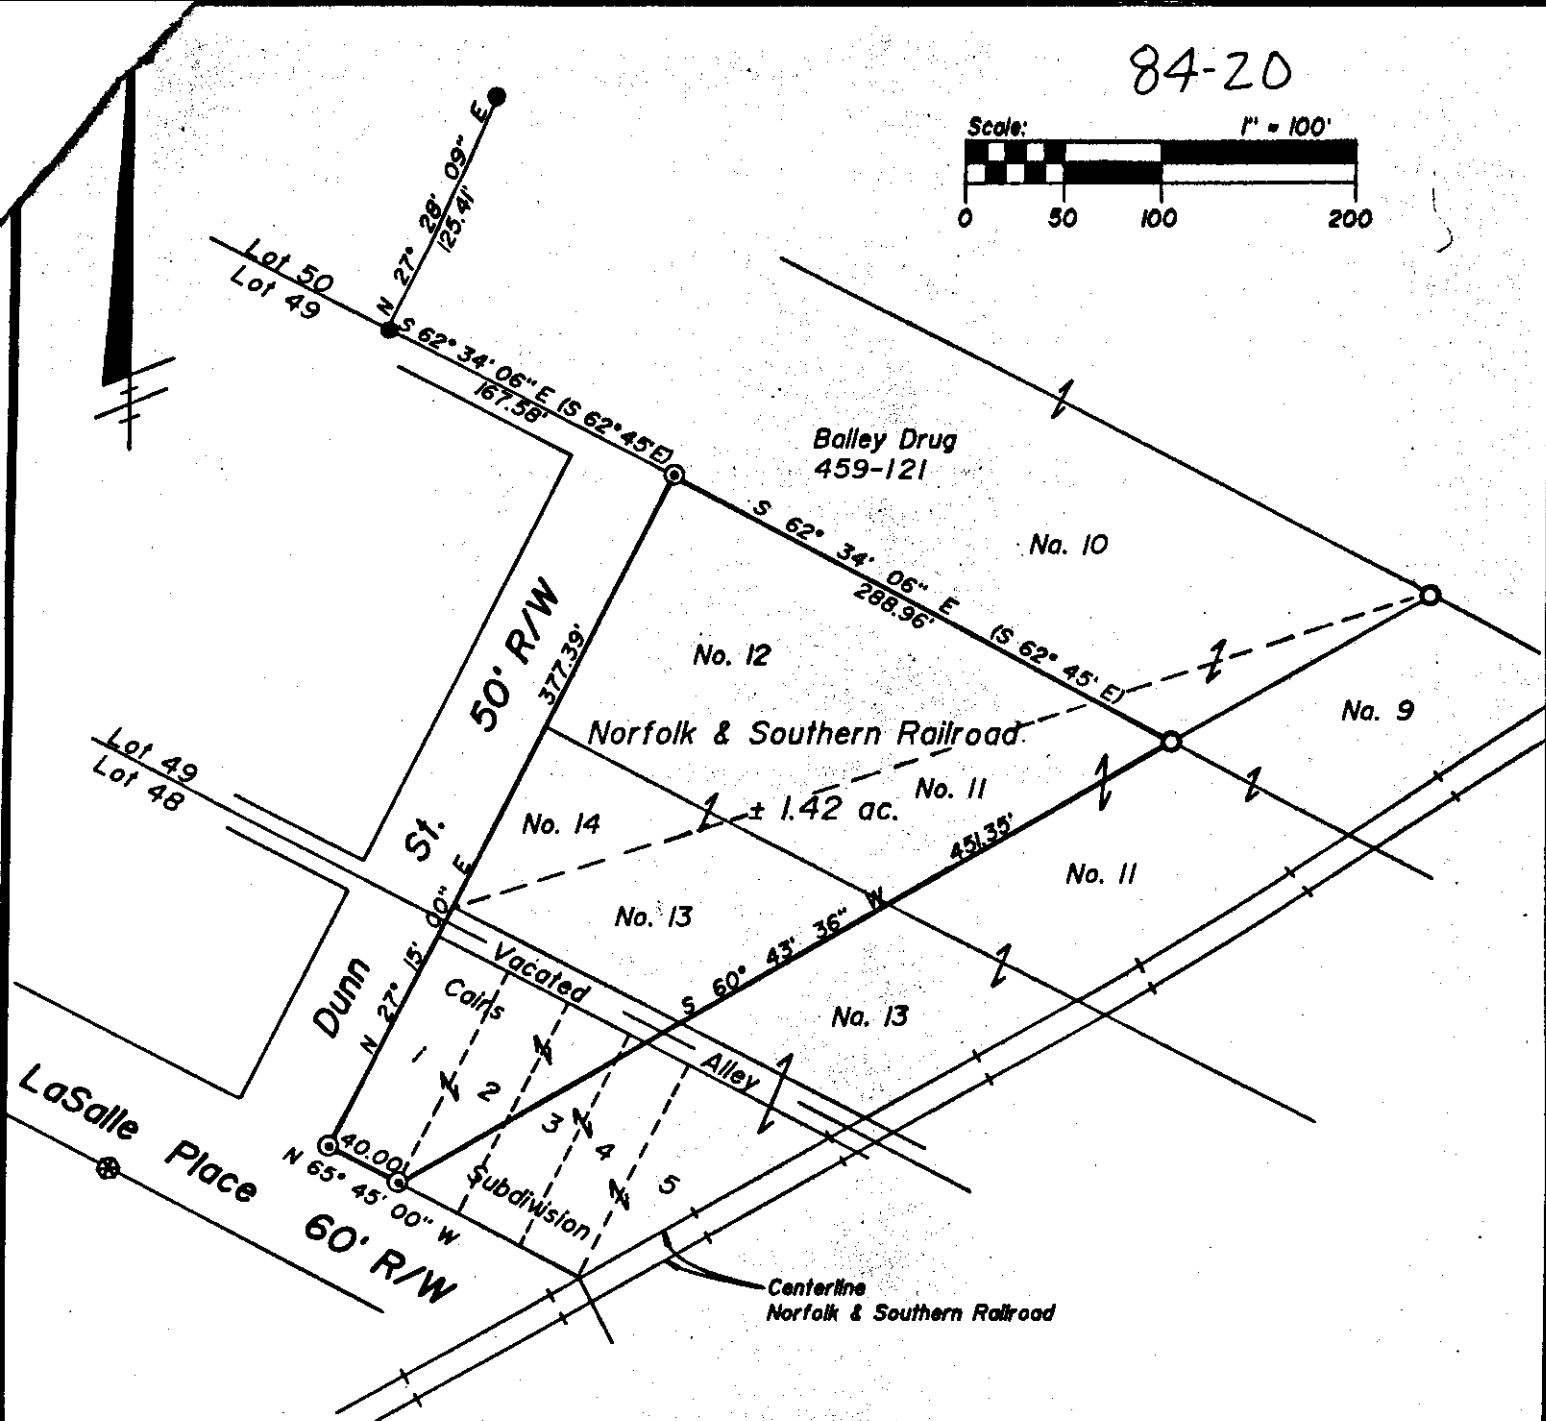 84-20
Scale: 1" = 100'
0 50 100 200
N 27° 28' 09" E
125.41'
Lot 50
Lot 49
S 62° 34' 06" E (S 62° 45' E)
167.58'
Bailey Drug
459-121
No. 10
S 62° 34' 06" E (S 62° 45' E)
288.96'
50' R/W
377.39'
No. 12
No. 9
Norfolk & Southern Railroad
No. 11
± 1.42 ac.
No. 14
Lot 49
Lot 48
451.35'
No. 11
St.
No. 13
S 60° 43' 36" W
Dunn
N 27° 15' 00" E
Vacated
Alley
Cains
No. 13
1
2
3
4
5
Subdivision
40.00'
N 65° 45' 00" W
LaSalle Place 60' R/W
Centerline
Norfolk & Southern Railroad